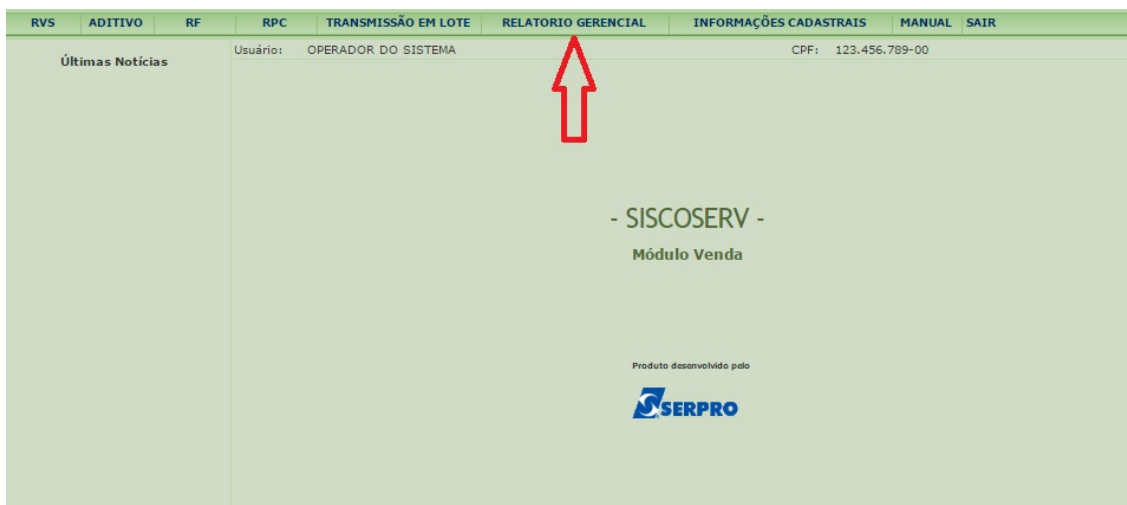 RVS ADITIVO RF RPC TRANSMISSÃO EM LOTE RELATORIO GERENCIAL INFORMAÇÕES CADASTRAIS MANUAL SAIR
Últimas Notícias
Usuário: OPERADOR DO SISTEMA CPF: 123.456.789-00
- SISCOSERV -
Módulo Venda
Produto desenvolvido pelo
SERPRO